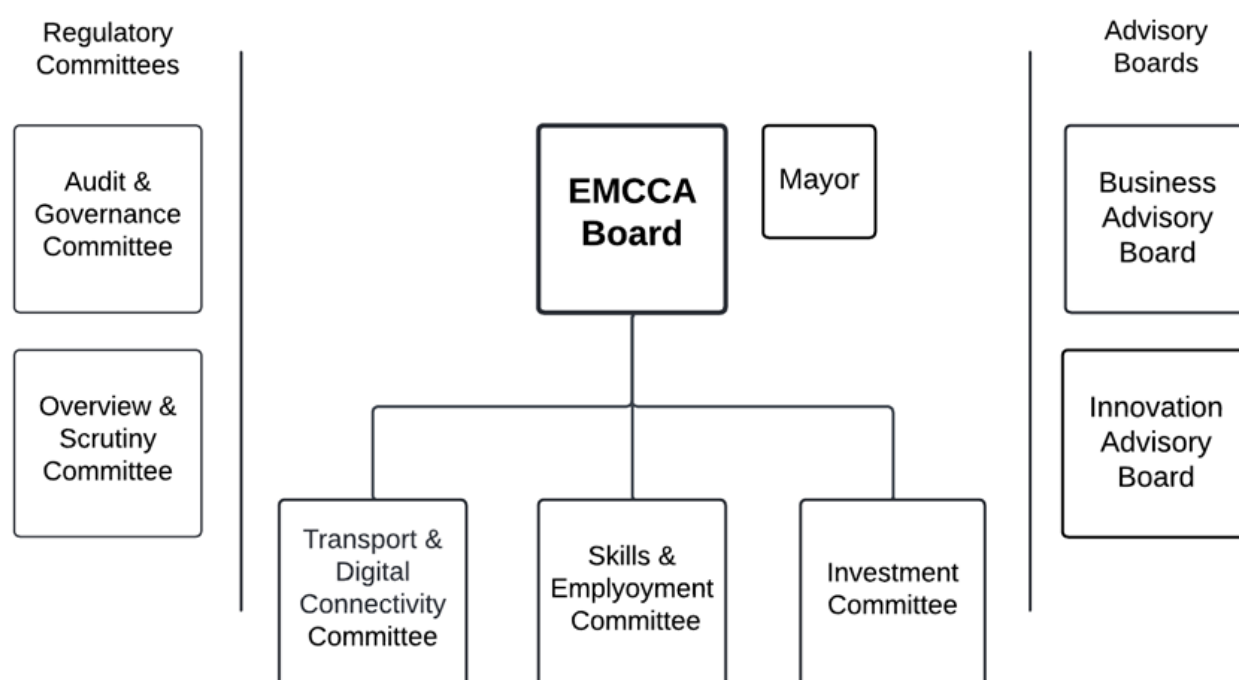 Regulatory
Committees
Advisory
Boards
Audit &
Governance
Committee
EMCCA
Board
Mayor
Business
Advisory
Board
Overview &
Scrutiny
Committee
Innovation
Advisory
Board
Transport &
Digital
Connectivity
Committee
Skills &
Emplyoyment
Committee
Investment
Committee